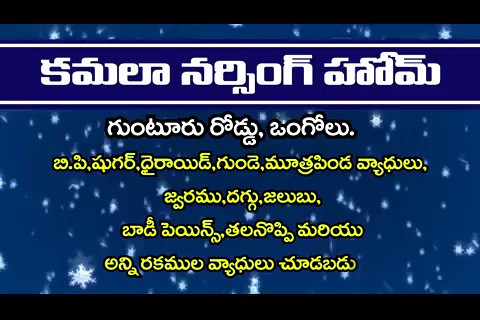 కమలా నర్సింగ్ హోమ్
గుంటూరు రోడ్డు, ఒంగోలు.
బి.పి,షుగర్,థైరాయిడ్,గుండె,మూత్రపిండ వ్యాధులు,
జ్వరము,దగ్గు,జలుబు,
బాడీ పెయిన్స్,తలనొప్పి మరియు
అన్ని రకముల వ్యాధులు చూడబడు